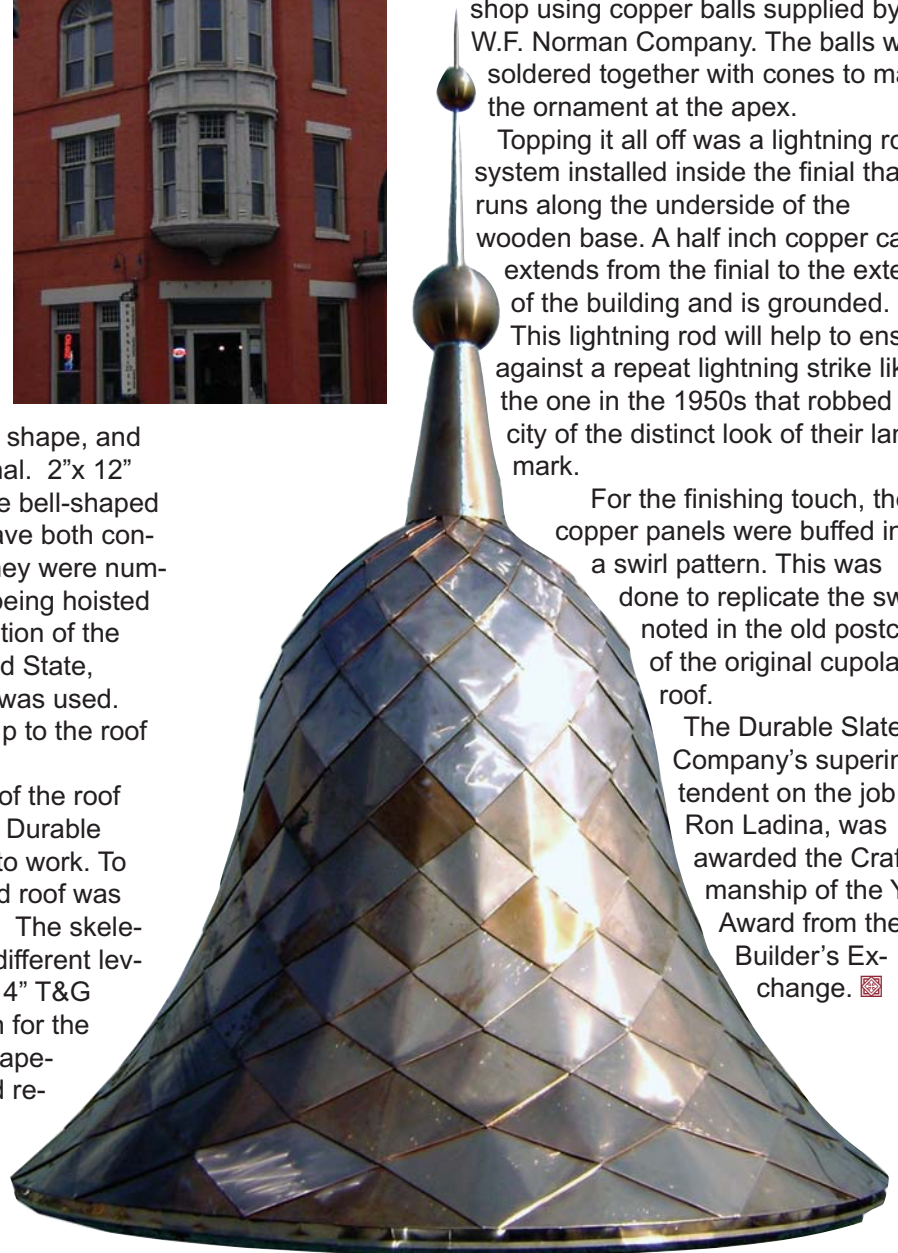 shape, and
nal. 2”x 12”
e bell-shaped
ave both con-
hey were num-
being hoisted
tion of the
d State,
was used.
p to the roof
of the roof
Durable
to work. To
d roof was
The skele-
different lev-
4” T&G
n for the
ape-
d re-
shop using copper balls supplied by
W.F. Norman Company. The balls w
soldered together with cones to ma
the ornament at the apex.
Topping it all off was a lightning ro
system installed inside the finial tha
runs along the underside of the
wooden base. A half inch copper ca
extends from the finial to the exte
of the building and is grounded.
This lightning rod will help to ens
against a repeat lightning strike lik
the one in the 1950s that robbed
city of the distinct look of their lan
mark.
For the finishing touch, the
copper panels were buffed in
a swirl pattern. This was
done to replicate the sw
noted in the old postc
of the original cupola
roof.
The Durable Slate
Company’s superin
tendent on the job
Ron Ladina, was
awarded the Craf
manship of the Y
Award from the
Builder’s Ex-
change.